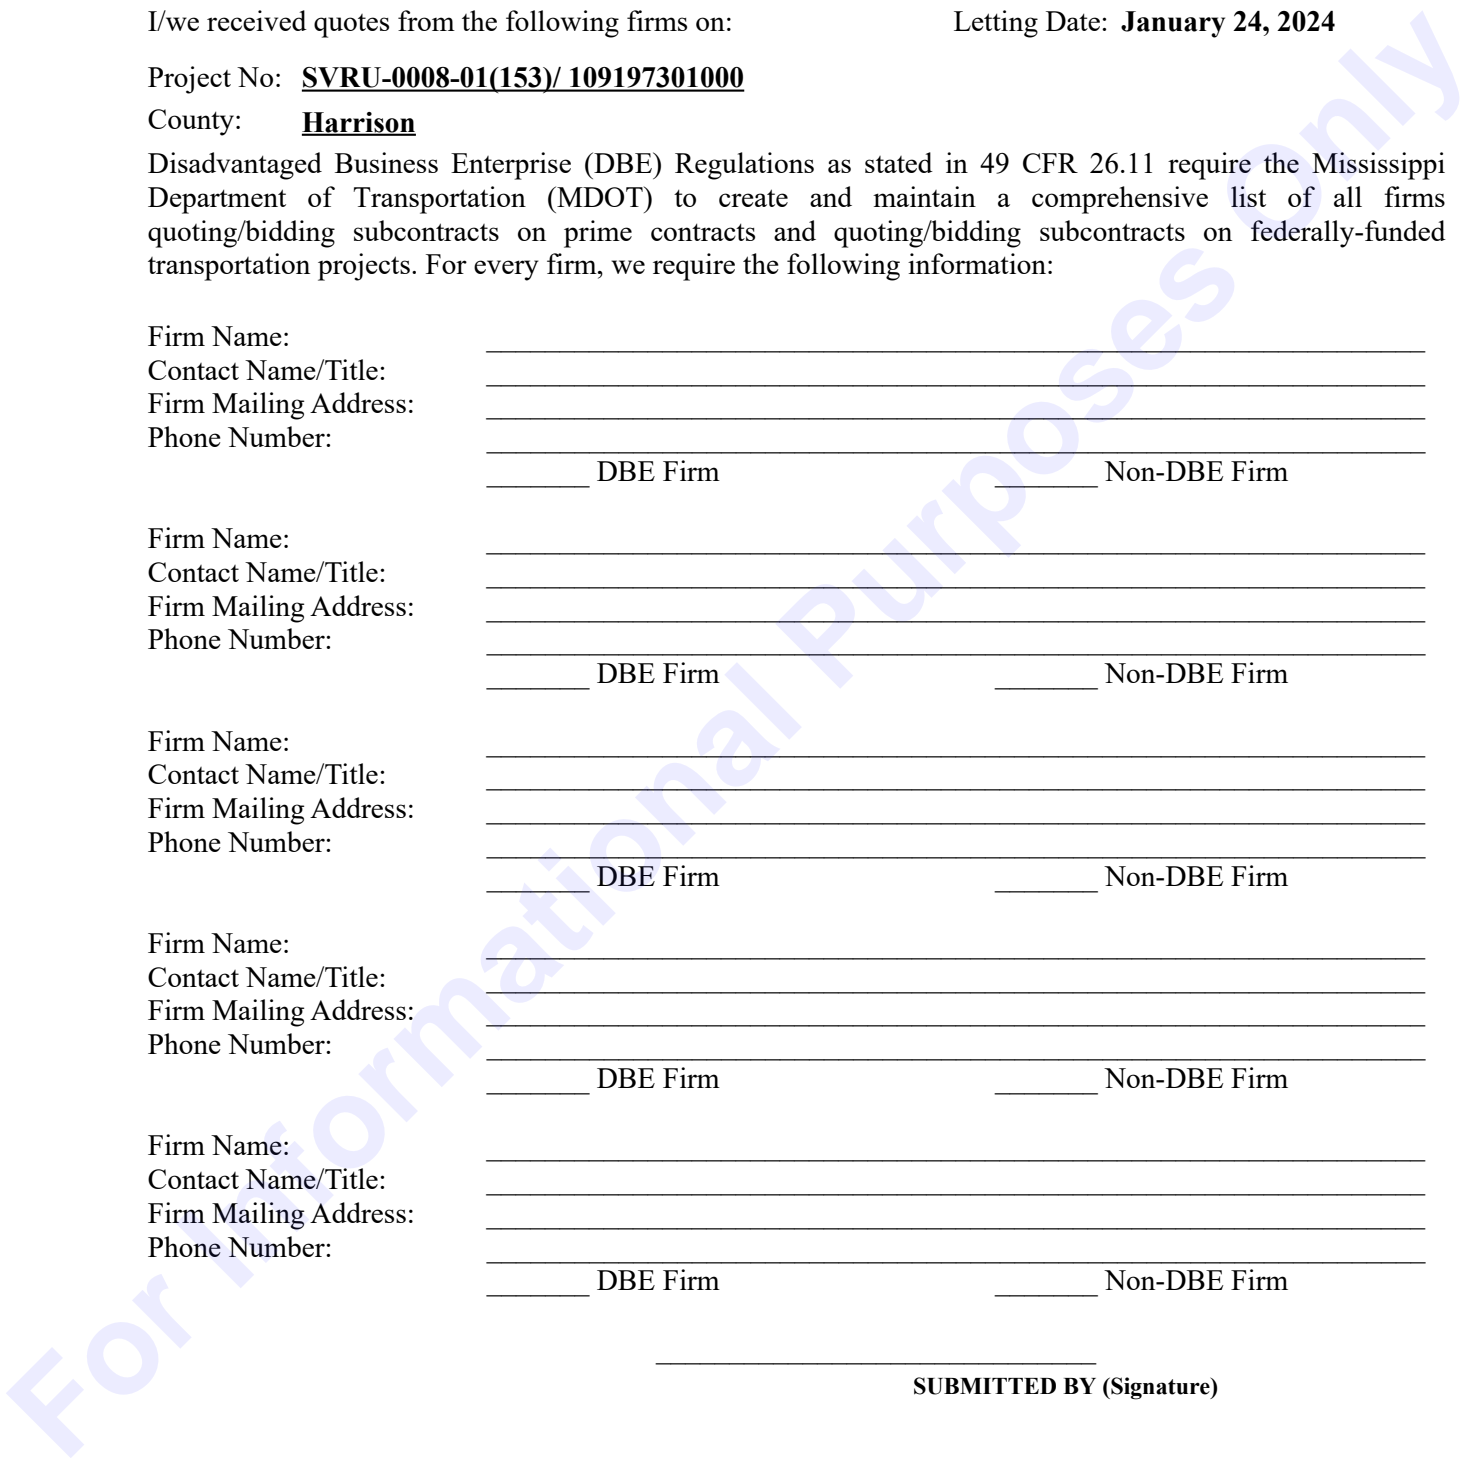 I/we received quotes from the following firms on: Letting Date: January 24, 2024
Project No: SVRU-0008-01(153)/ 109197301000
County: Harrison
Disadvantaged Business Enterprise (DBE) Regulations as stated in 49 CFR 26.11 require the Mississippi
Department of Transportation (MDOT) to create and maintain a comprehensive list of all firms
quoting/bidding subcontracts on prime contracts and quoting/bidding subcontracts on federally-funded
transportation projects. For every firm, we require the following information:
Firm Name:
Contact Name/Title:
Firm Mailing Address:
Phone Number:
DBE Firm Non-DBE Firm
Firm Name:
Contact Name/Title:
Firm Mailing Address:
Phone Number:
DBE Firm Non-DBE Firm
Firm Name:
Contact Name/Title:
Firm Mailing Address:
Phone Number:
DBE Firm Non-DBE Firm
Firm Name:
Contact Name/Title:
Firm Mailing Address:
Phone Number:
DBE Firm Non-DBE Firm
Firm Name:
Contact Name/Title:
Firm Mailing Address:
Phone Number:
DBE Firm Non-DBE Firm
SUBMITTED BY (Signature)
For Informational Purposes Only